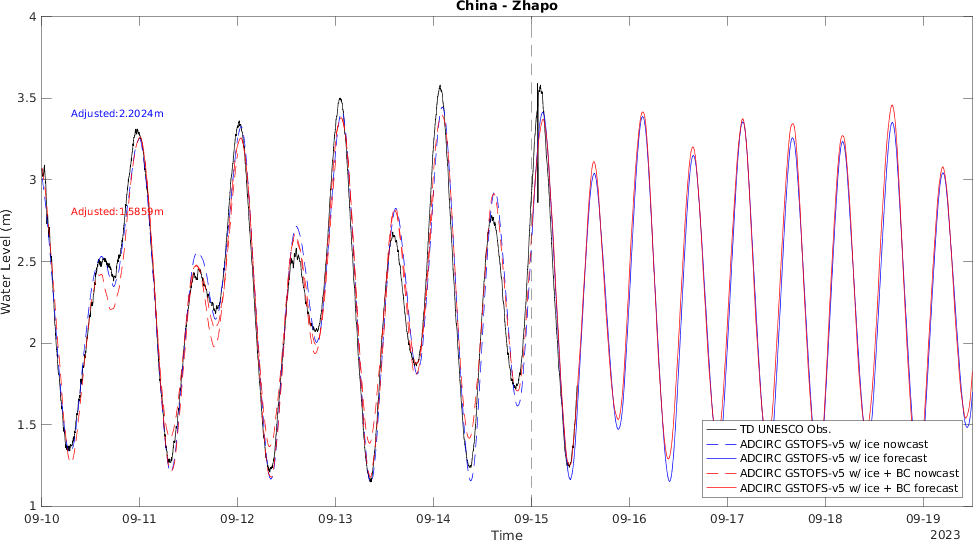 China - Zhapo
4
3.5
3
2.5
2
1.5
1
Water Level (m)
Adjusted:2.2024m
Adjusted:1.5859m
TD UNESCO Obs.
ADCIRC GSTOFS-v5 w/ ice nowcast
ADCIRC GSTOFS-v5 w/ ice forecast
ADCIRC GSTOFS-v5 w/ ice + BC nowcast
ADCIRC GSTOFS-v5 w/ ice + BC forecast
09-10 09-11 09-12 09-13 09-14 09-15 09-16 09-17 09-18 09-19
Time
2023